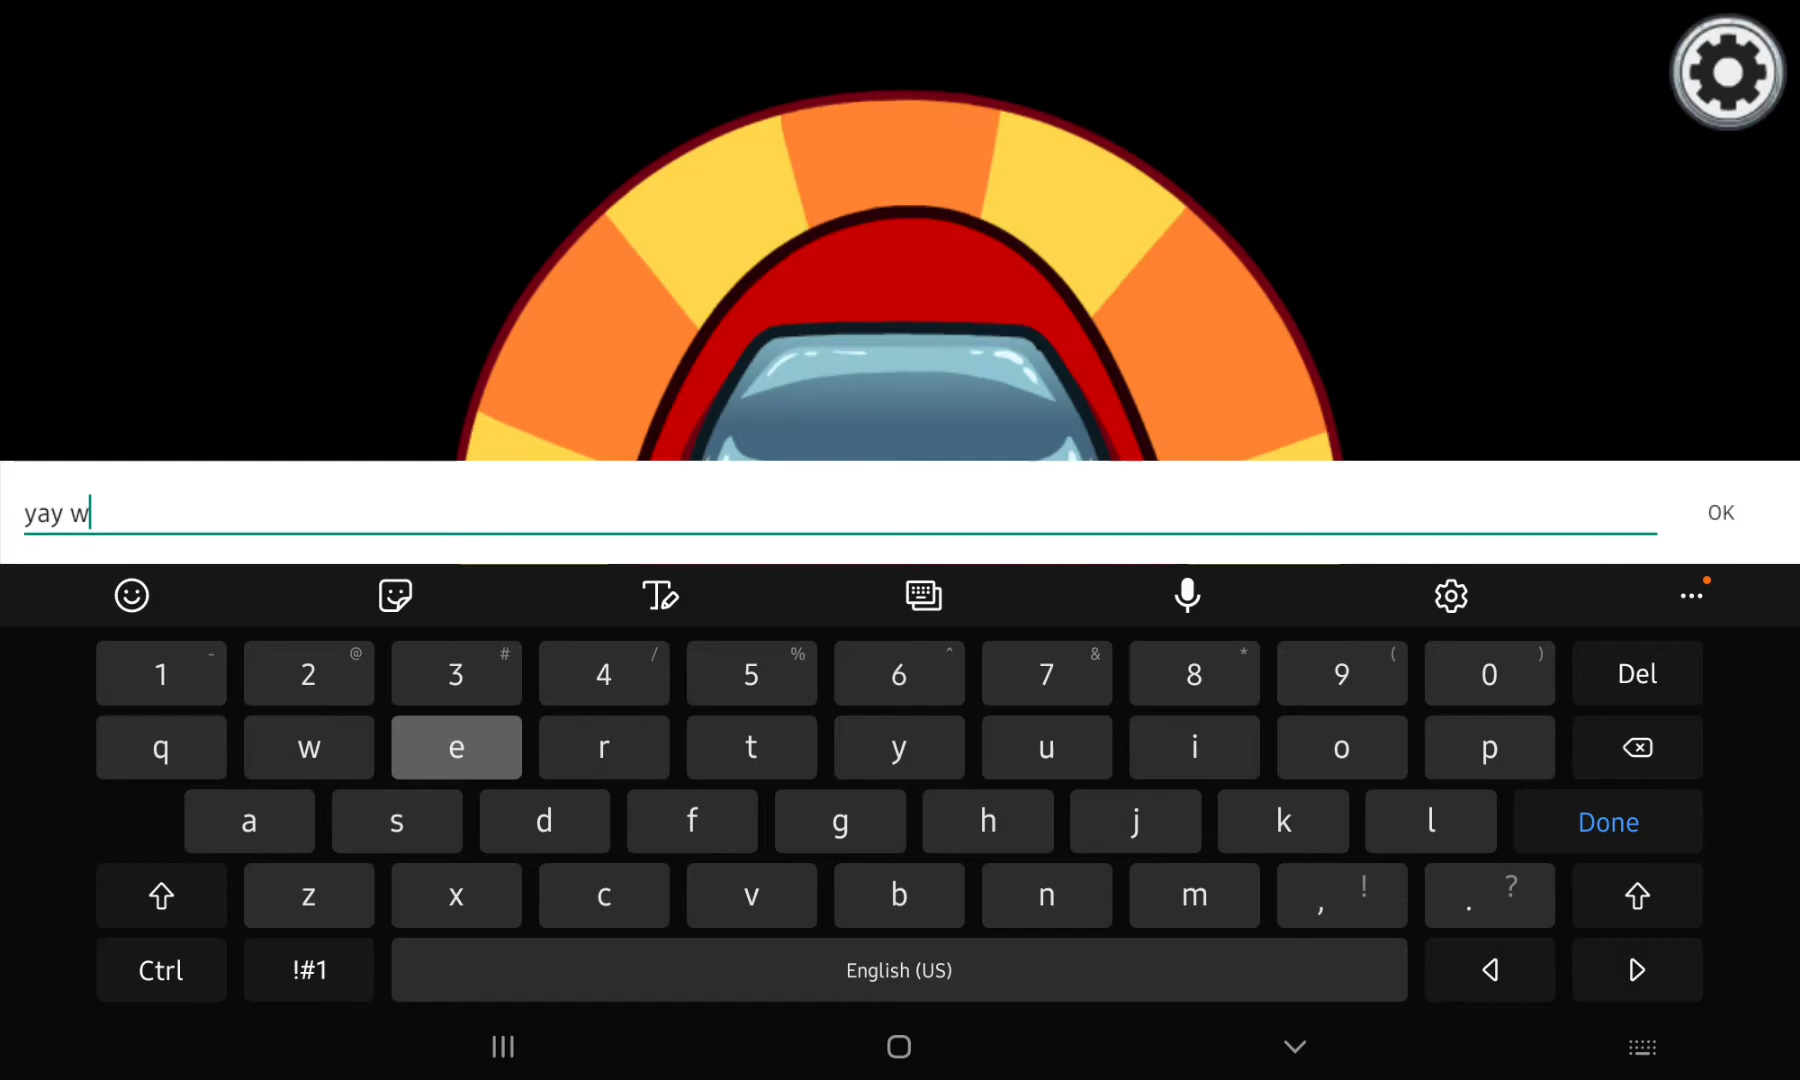 yay w
OK
1 - 2 @ 3 # 4 / 5 % 6 ^ 7 & 8 * 9 ( 0 ) Del
q w e r t y u i o p
a s d f g h j k l Done
z x c v b n m , ! . ?
Ctrl !#1 English (US)